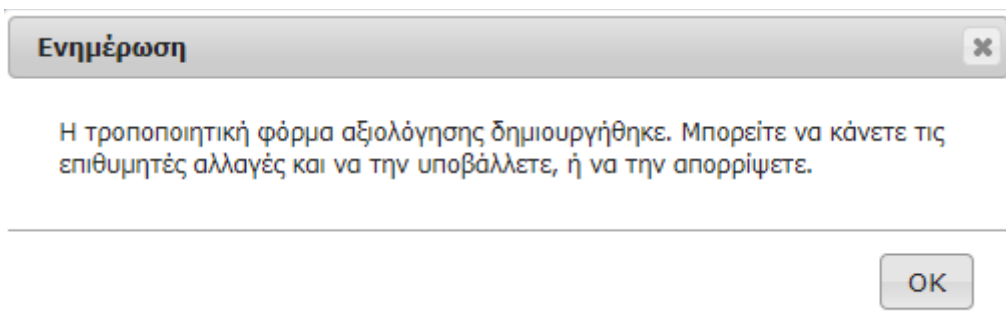 Ενημέρωση
Η τροποποιητική φόρμα αξιολόγησης δημιουργήθηκε. Μπορείτε να κάνετε τις
επιθυμητές αλλαγές και να την υποβάλλετε, ή να την απορρίψετε.
OK